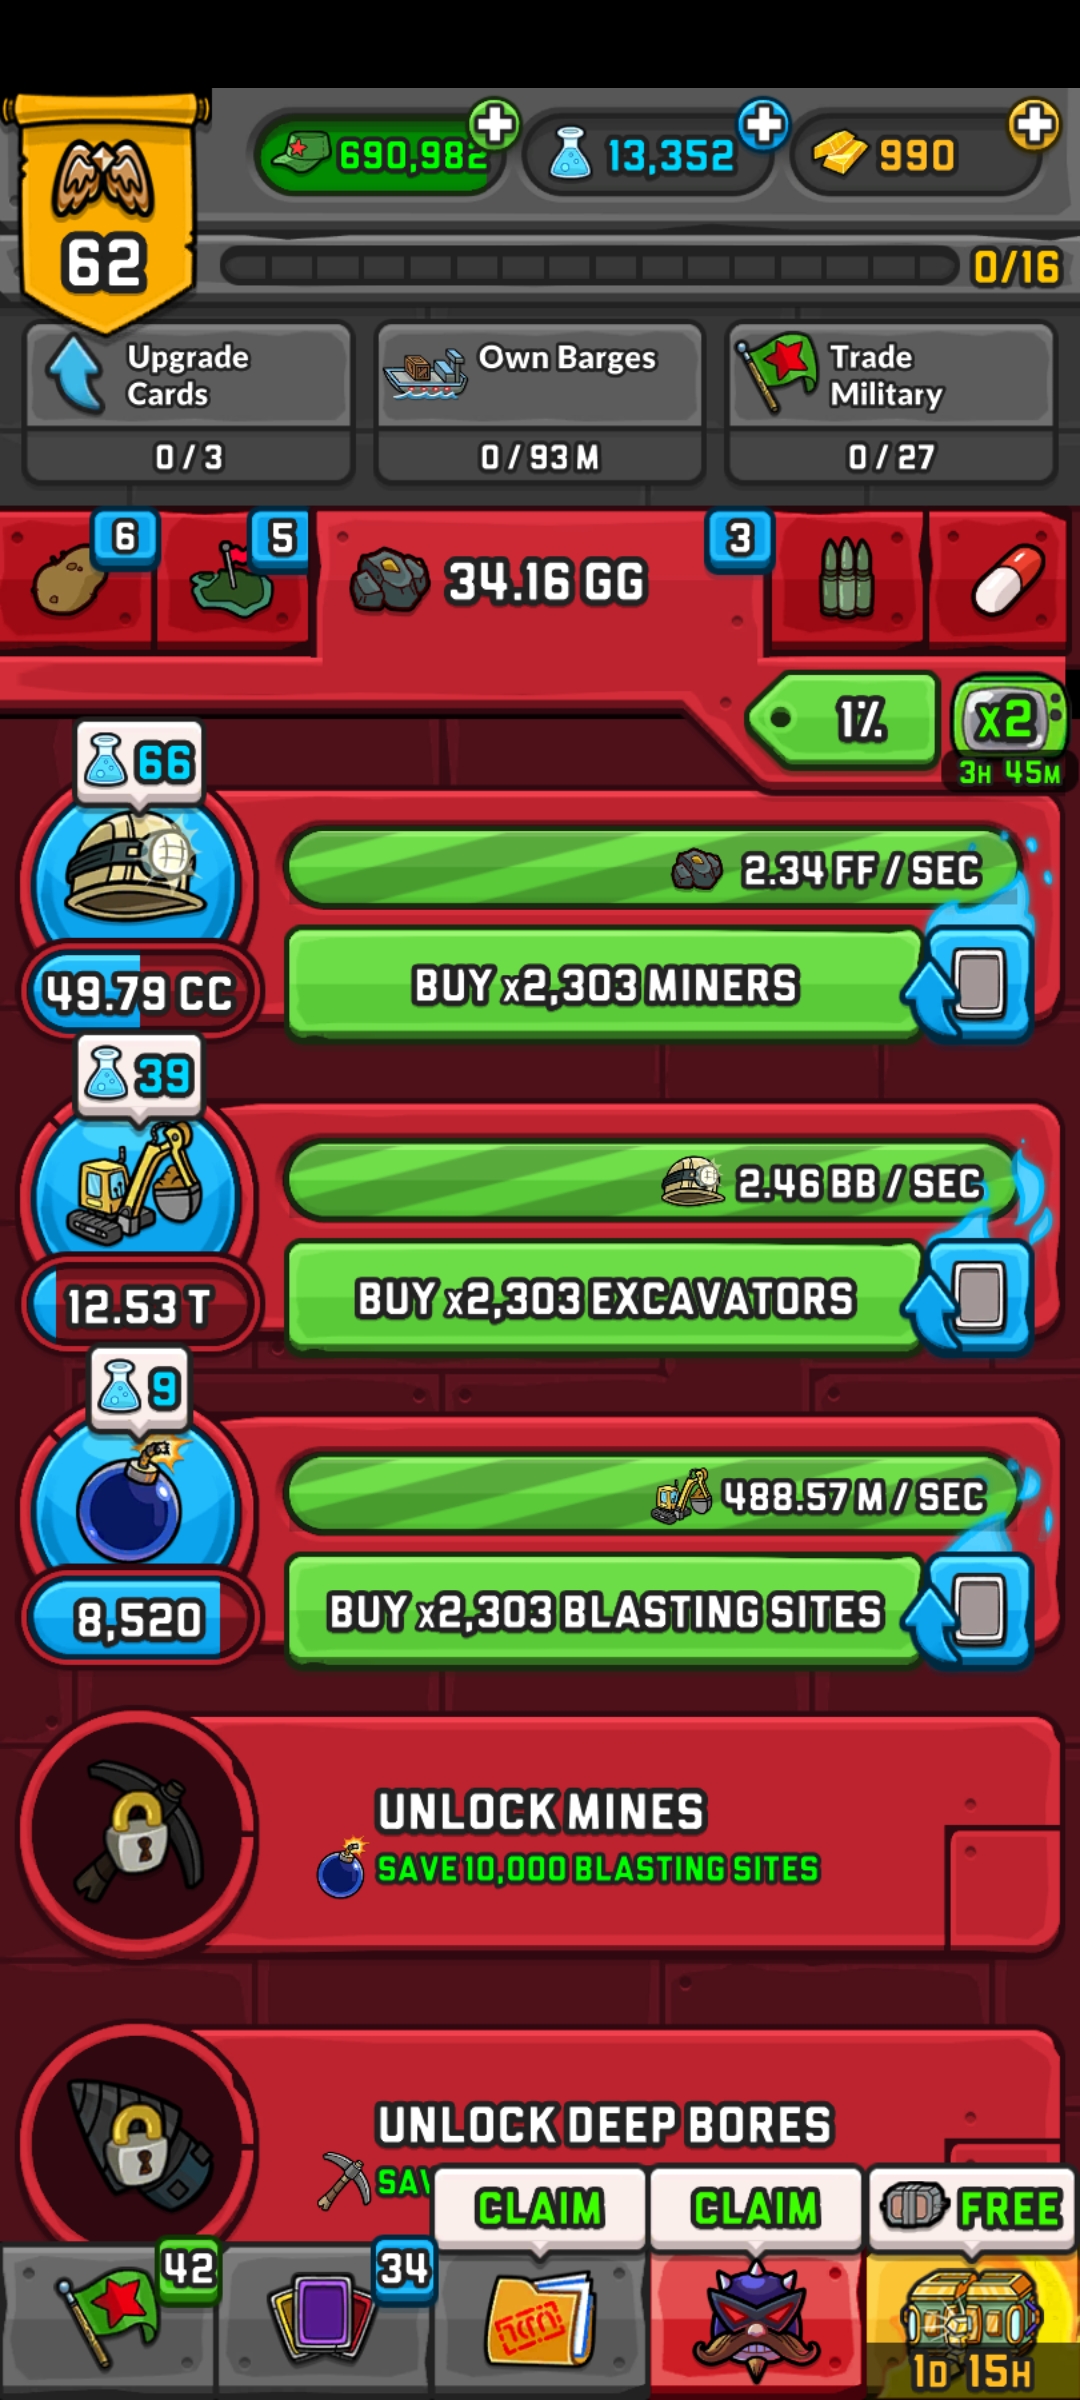 690,982
13,352
990
62
0/16
Upgrade
Cards
0 / 3
Own Barges
0 / 93 M
Trade
Military
0 / 27
6
5
34.16 GG
3
1%
x2
3H 45M
66
2.34 FF / SEC
49.79 CC
BUY x2,303 MINERS
39
2.46 BB / SEC
12.53 T
BUY x2,303 EXCAVATORS
9
488.57 M / SEC
8,520
BUY x2,303 BLASTING SITES
UNLOCK MINES
SAVE 10,000 BLASTING SITES
UNLOCK DEEP BORES
CLAIM
CLAIM
FREE
42
34
1D 15H